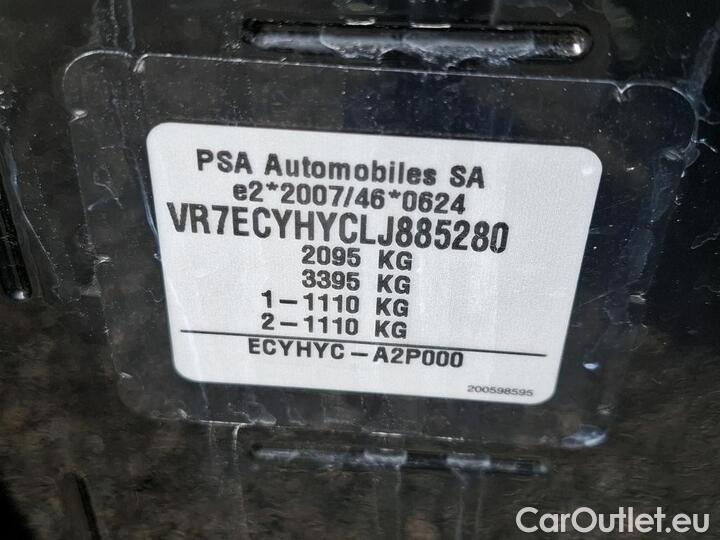 PSA Automobiles SA
e2*2007/46*0624
VR7ECYHYCLJ885280
2095 KG
3395 KG
1-1110 KG
2-1110 KG
ECYHYC-A2P000
200598595
CarOutlet.eu